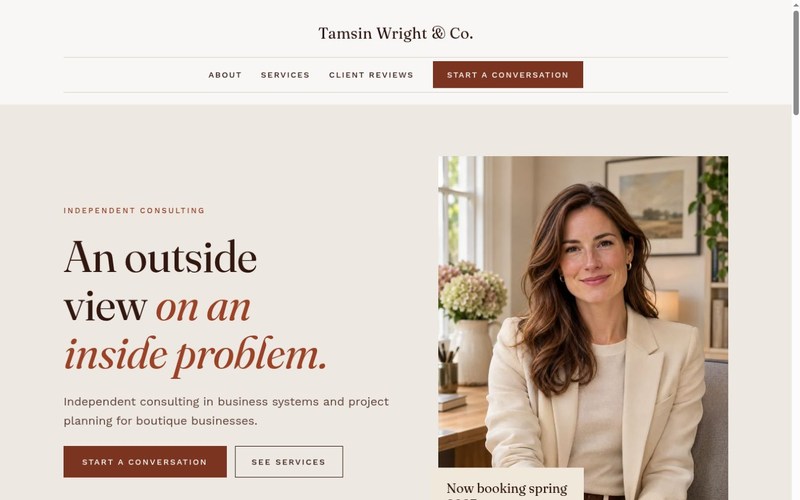 Tamsin Wright & Co.
ABOUT SERVICES CLIENT REVIEWS START A CONVERSATION
INDEPENDENT CONSULTING
An outside
view on an
inside problem.
Independent consulting in business systems and project
planning for boutique businesses.
START A CONVERSATION SEE SERVICES
Now booking spring